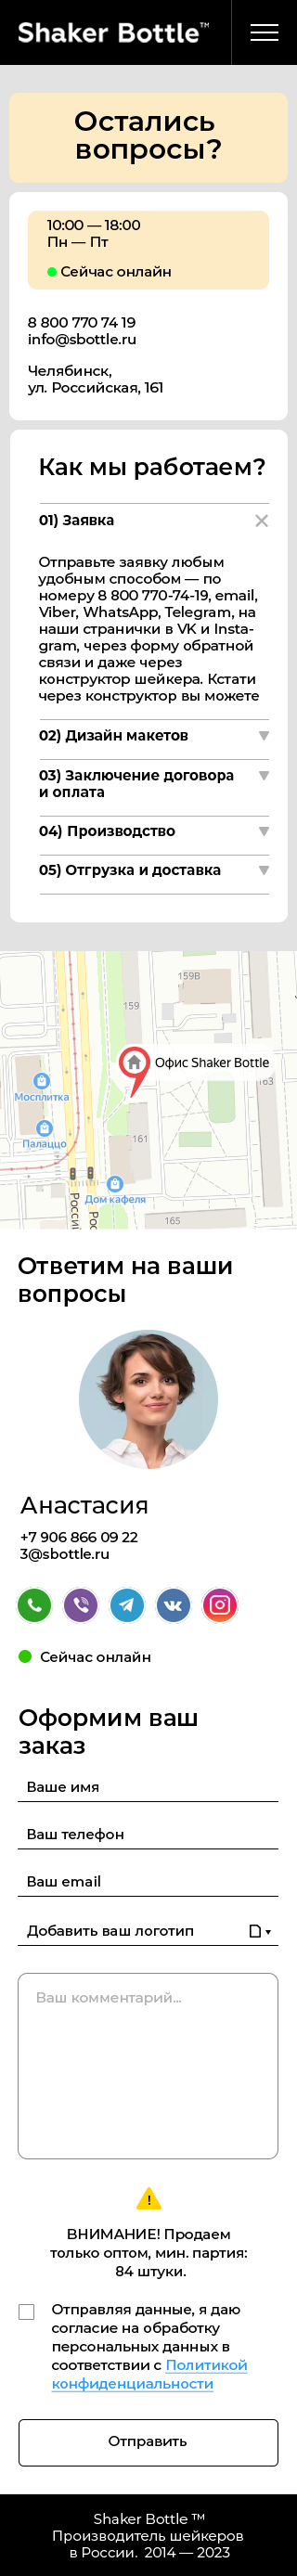 Shaker Bottle™
Остались
вопросы?
10:00 — 18:00
Пн — Пт
Сейчас онлайн
8 800 770 74 19
info@sbottle.ru
Челябинск,
ул. Российская, 161
Как мы работаем?
01) Заявка
Отправьте заявку любым
удобным способом — по
номеру 8 800 770-74-19, email,
Viber, WhatsApp, Telegram, на
наши странички в VK и Insta-
gram, через форму обратной
связи и даже через
конструктор шейкера. Кстати
через конструктор вы можете
02) Дизайн макетов
03) Заключение договора
и оплата
04) Производство
05) Отгрузка и доставка
159В
159
Офис Shaker Bottle
163
Мосплитка
Палаццо
161
Дом кафеля
165
Ответим на ваши
вопросы
Анастасия
+7 906 866 09 22
3@sbottle.ru
Сейчас онлайн
Оформим ваш
заказ
Ваше имя
Ваш телефон
Ваш email
Добавить ваш логотип
Ваш комментарий...
ВНИМАНИЕ! Продаем
только оптом, мин. партия:
84 штуки.
Отправляя данные, я даю
согласие на обработку
персональных данных в
соответствии с Политикой
конфиденциальности
Отправить
Shaker Bottle ™
Производитель шейкеров
в России. 2014 — 2023